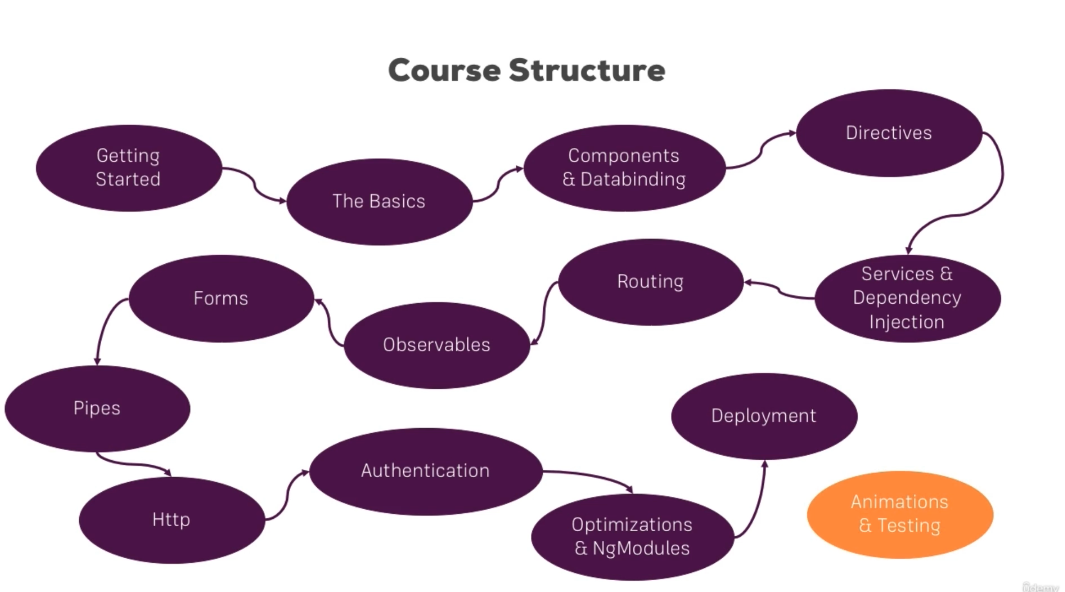 Course Structure
Getting
Started
The Basics
Components
& Databinding
Directives
Services &
Dependency
Injection
Routing
Observables
Forms
Pipes
Http
Authentication
Optimizations
& NgModules
Deployment
Animations
& Testing